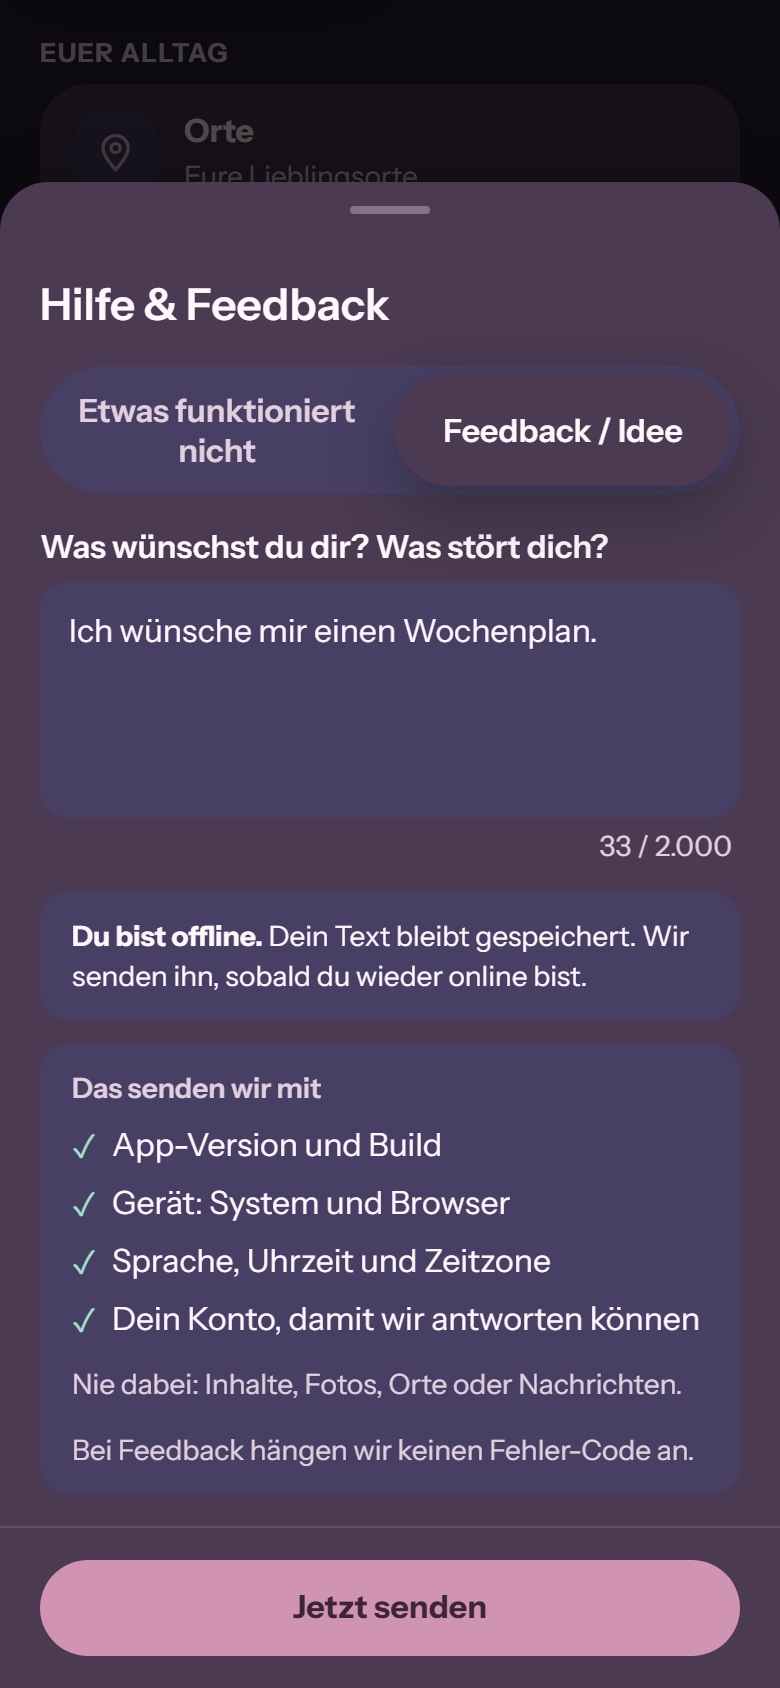 EUER ALLTAG
Orte
Eure Lieblingsorte
Hilfe & Feedback
Etwas funktioniert
nicht
Feedback / Idee
Was wünschst du dir? Was stört dich?
Ich wünsche mir einen Wochenplan.
33 / 2.000
Du bist offline. Dein Text bleibt gespeichert. Wir
senden ihn, sobald du wieder online bist.
Das senden wir mit
✓ App-Version und Build
✓ Gerät: System und Browser
✓ Sprache, Uhrzeit und Zeitzone
✓ Dein Konto, damit wir antworten können
Nie dabei: Inhalte, Fotos, Orte oder Nachrichten.
Bei Feedback hängen wir keinen Fehler-Code an.
Jetzt senden